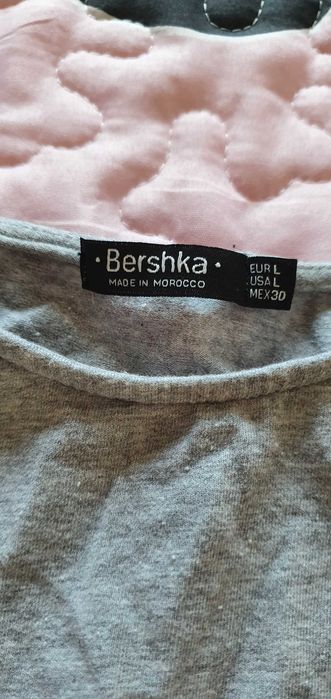 · Bershka ·
MADE IN MOROCCO
EUR L
USA L
MEX 30